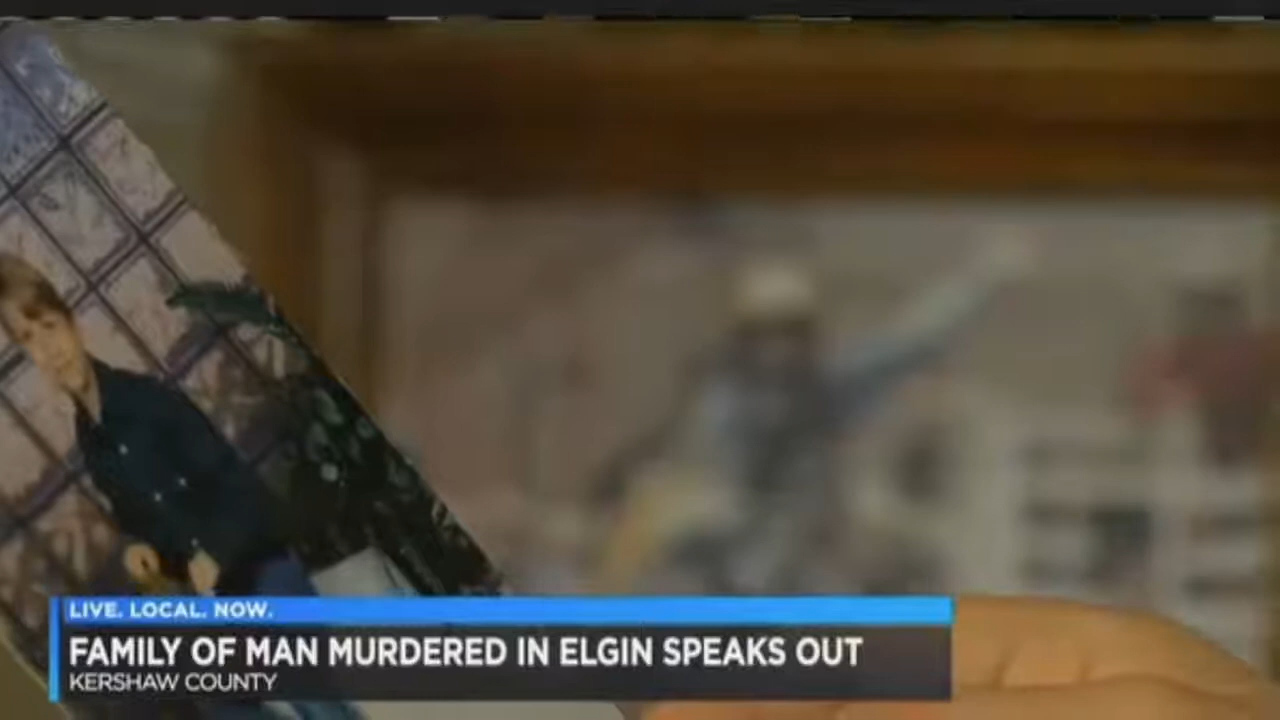 LIVE. LOCAL. NOW.
FAMILY OF MAN MURDERED IN ELGIN SPEAKS OUT
KERSHAW COUNTY